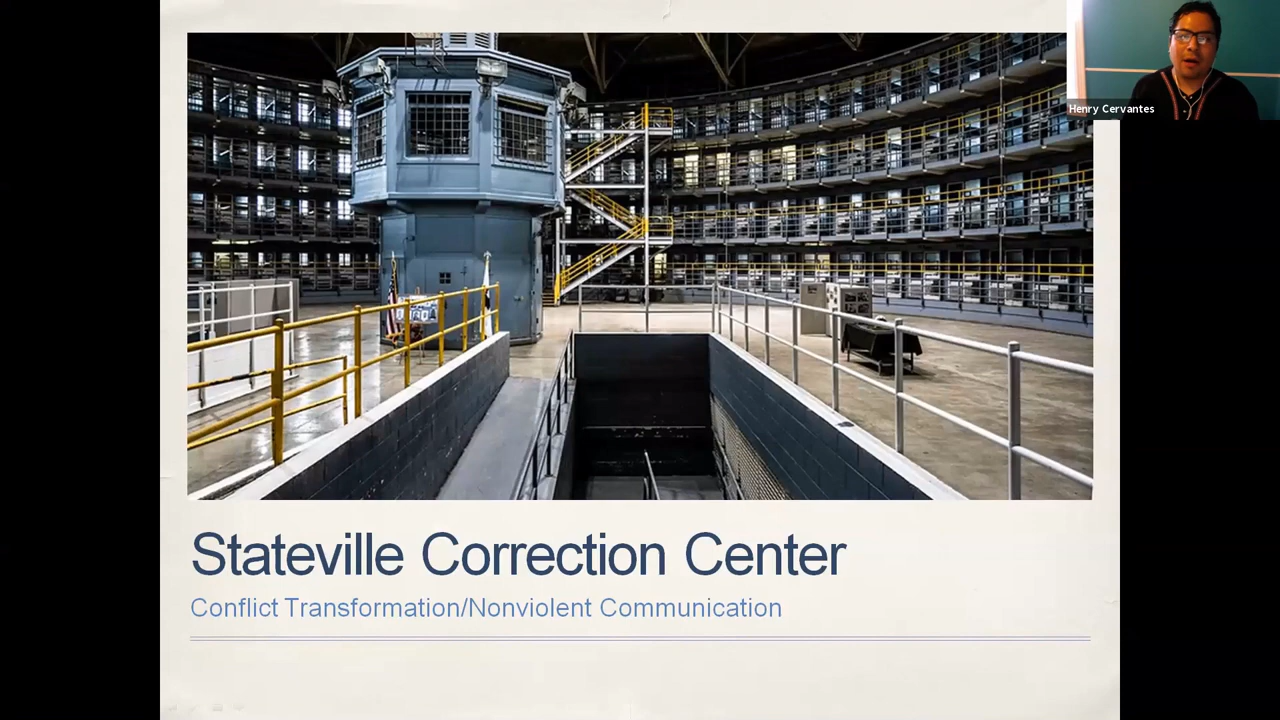 Henry Cervantes
Stateville Correction Center
Conflict Transformation/Nonviolent Communication